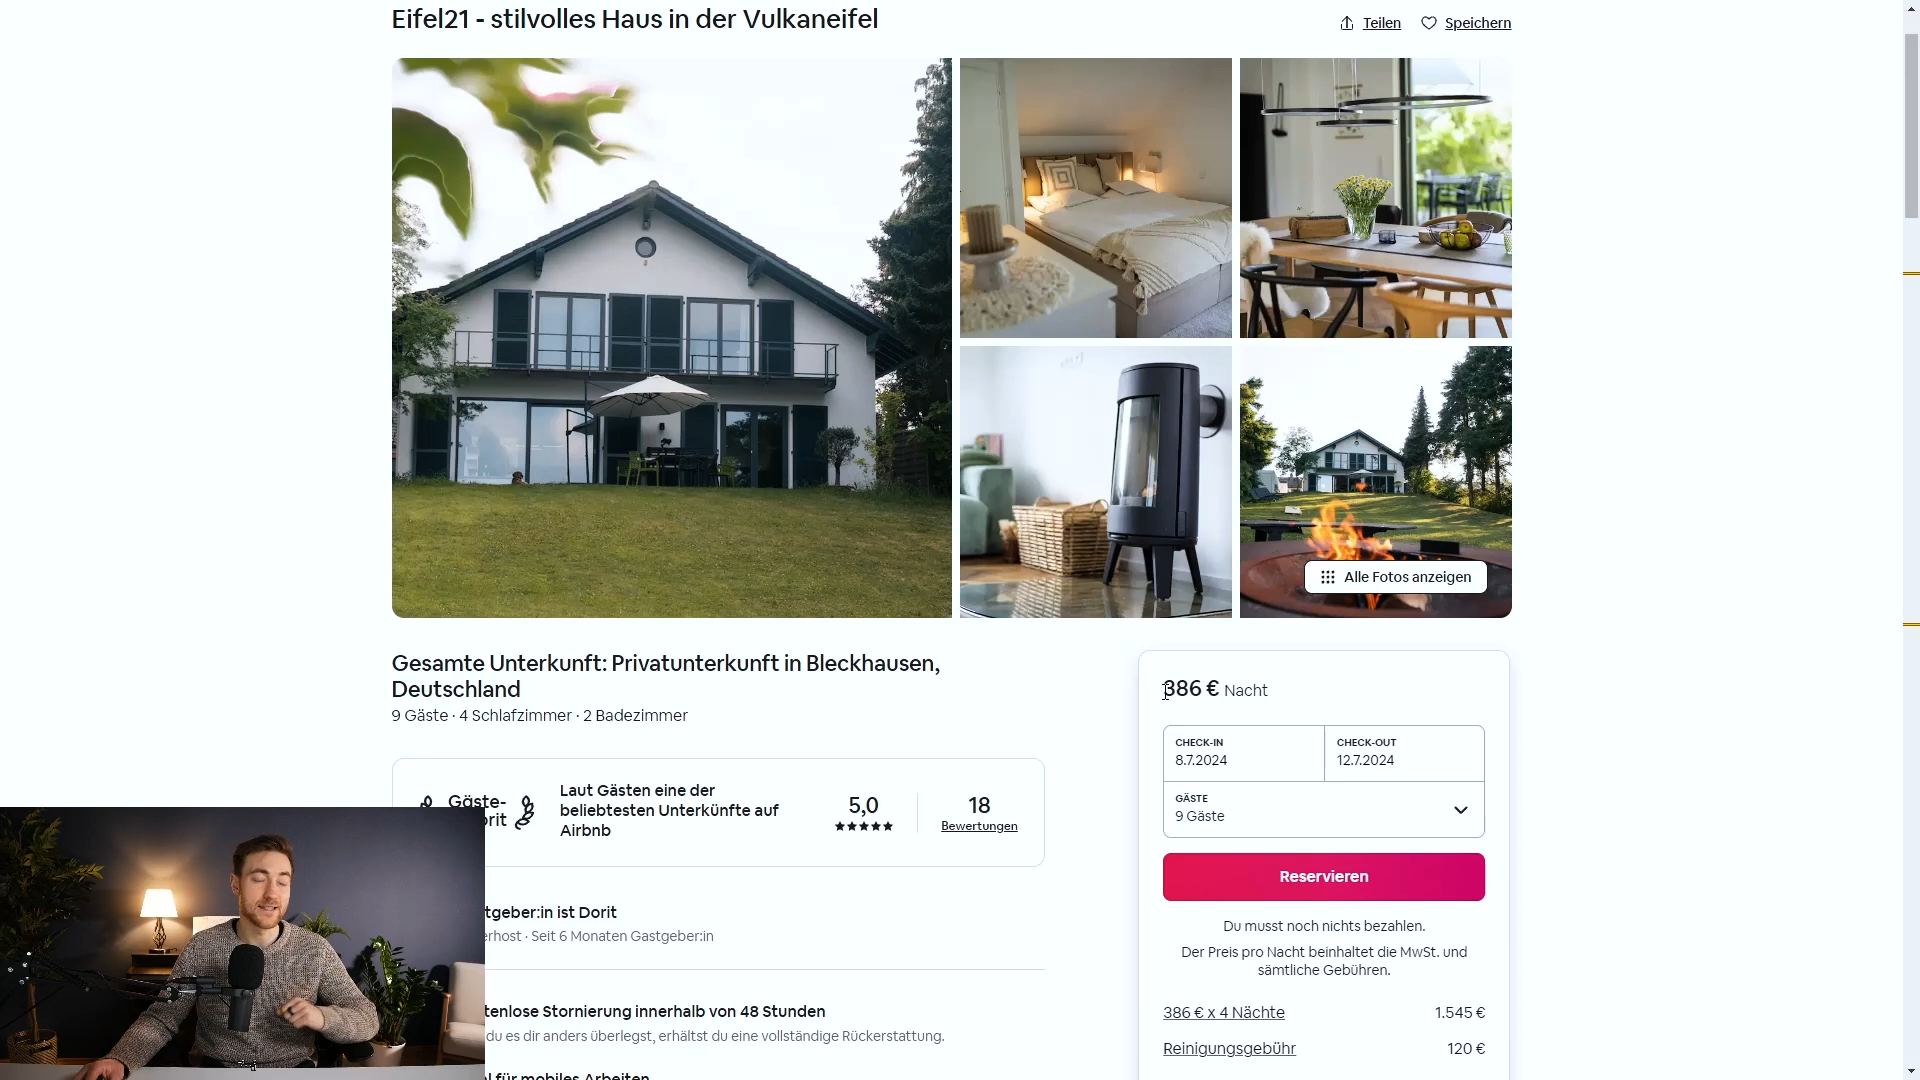 Eifel21 - stilvolles Haus in der Vulkaneifel
Teilen
Speichern
Alle Fotos anzeigen
Gesamte Unterkunft: Privatunterkunft in Bleckhausen,
Deutschland
9 Gäste · 4 Schlafzimmer · 2 Badezimmer
386 € Nacht
CHECK-IN
8.7.2024
CHECK-OUT
12.7.2024
GÄSTE
9 Gäste
Gäste-
orit
Laut Gästen eine der
beliebtesten Unterkünfte auf
Airbnb
5,0
18
Bewertungen
Reservieren
tgeber:in ist Dorit
erhost · Seit 6 Monaten Gastgeber:in
Du musst noch nichts bezahlen.
Der Preis pro Nacht beinhaltet die MwSt. und
sämtliche Gebühren.
tenlose Stornierung innerhalb von 48 Stunden
du es dir anders überlegst, erhältst du eine vollständige Rückerstattung.
386 € x 4 Nächte
1.545 €
Reinigungsgebühr
120 €
l für mobiles Arbeiten